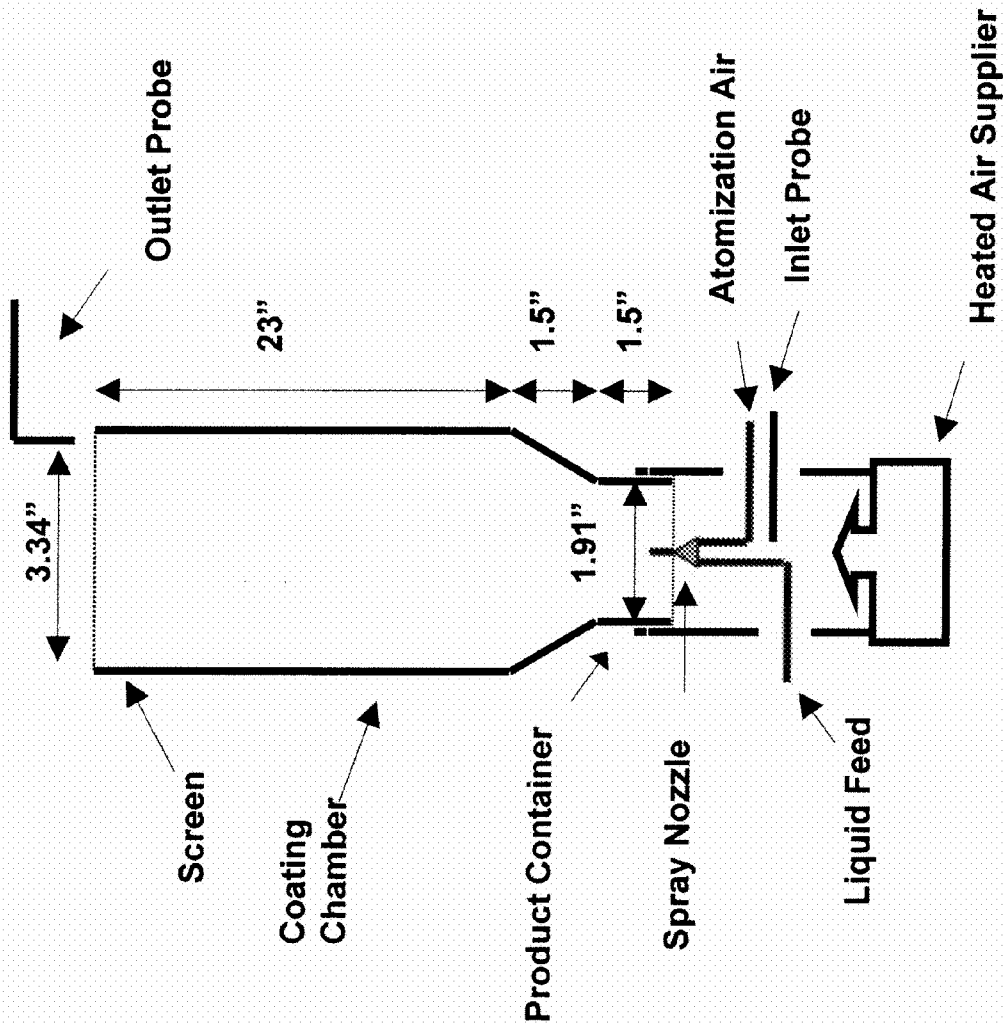 Outlet Probe
3.34”
23”
1.5”
1.5”
Screen
Coating
Chamber
Product Container
1.91”
Spray Nozzle
Atomization Air
Inlet Probe
Liquid Feed
Heated Air Supplier